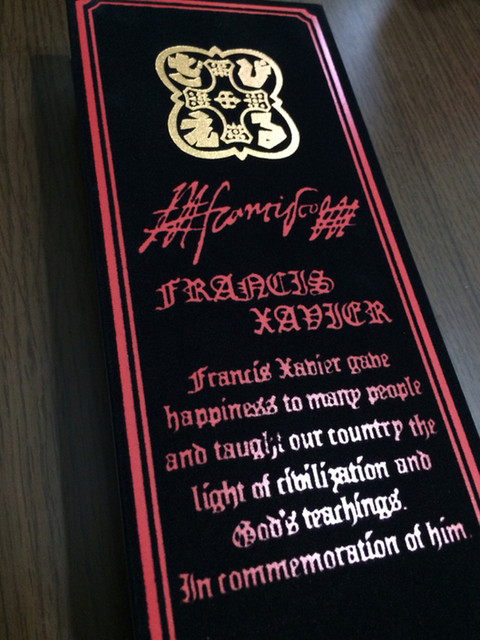 francisco
FRANCIS
XAVIER
Francis Xavier gave
happiness to many people
and taught our country the
light of civilization and
God's teachings.
In commemoration of him